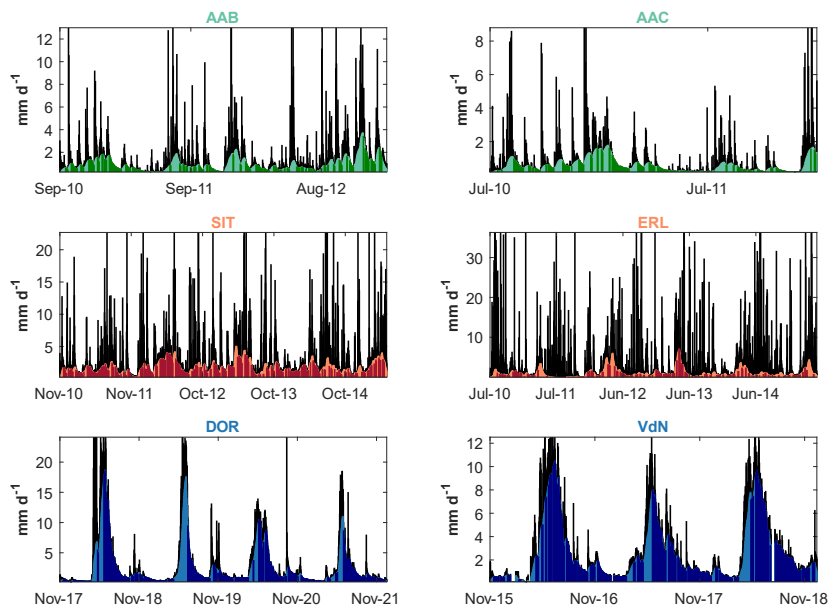 AAB
mm d⁻¹
12
10
8
6
4
2
Sep-10 Sep-11 Aug-12
AAC
mm d⁻¹
8
6
4
2
Jul-10 Jul-11
SIT
mm d⁻¹
20
15
10
5
Nov-10 Nov-11 Oct-12 Oct-13 Oct-14
ERL
mm d⁻¹
30
20
10
Jul-10 Jun-11 Jun-12 Jun-13 Jun-14
DOR
mm d⁻¹
20
15
10
5
Nov-17 Nov-18 Nov-19 Nov-20 Nov-21
VdN
mm d⁻¹
12
10
8
6
4
2
Nov-15 Nov-16 Nov-17 Nov-18